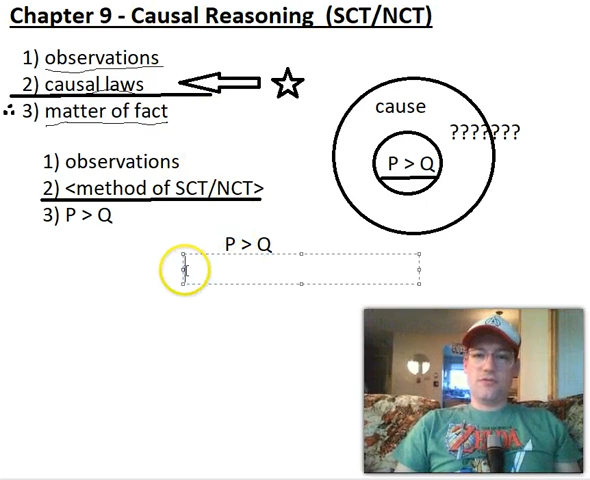 Chapter 9 - Causal Reasoning (SCT/NCT)
1) observations
2) causal laws
∴ 3) matter of fact
cause
???????
P > Q
1) observations
2) <method of SCT/NCT>
3) P > Q
P > Q
ZELDA